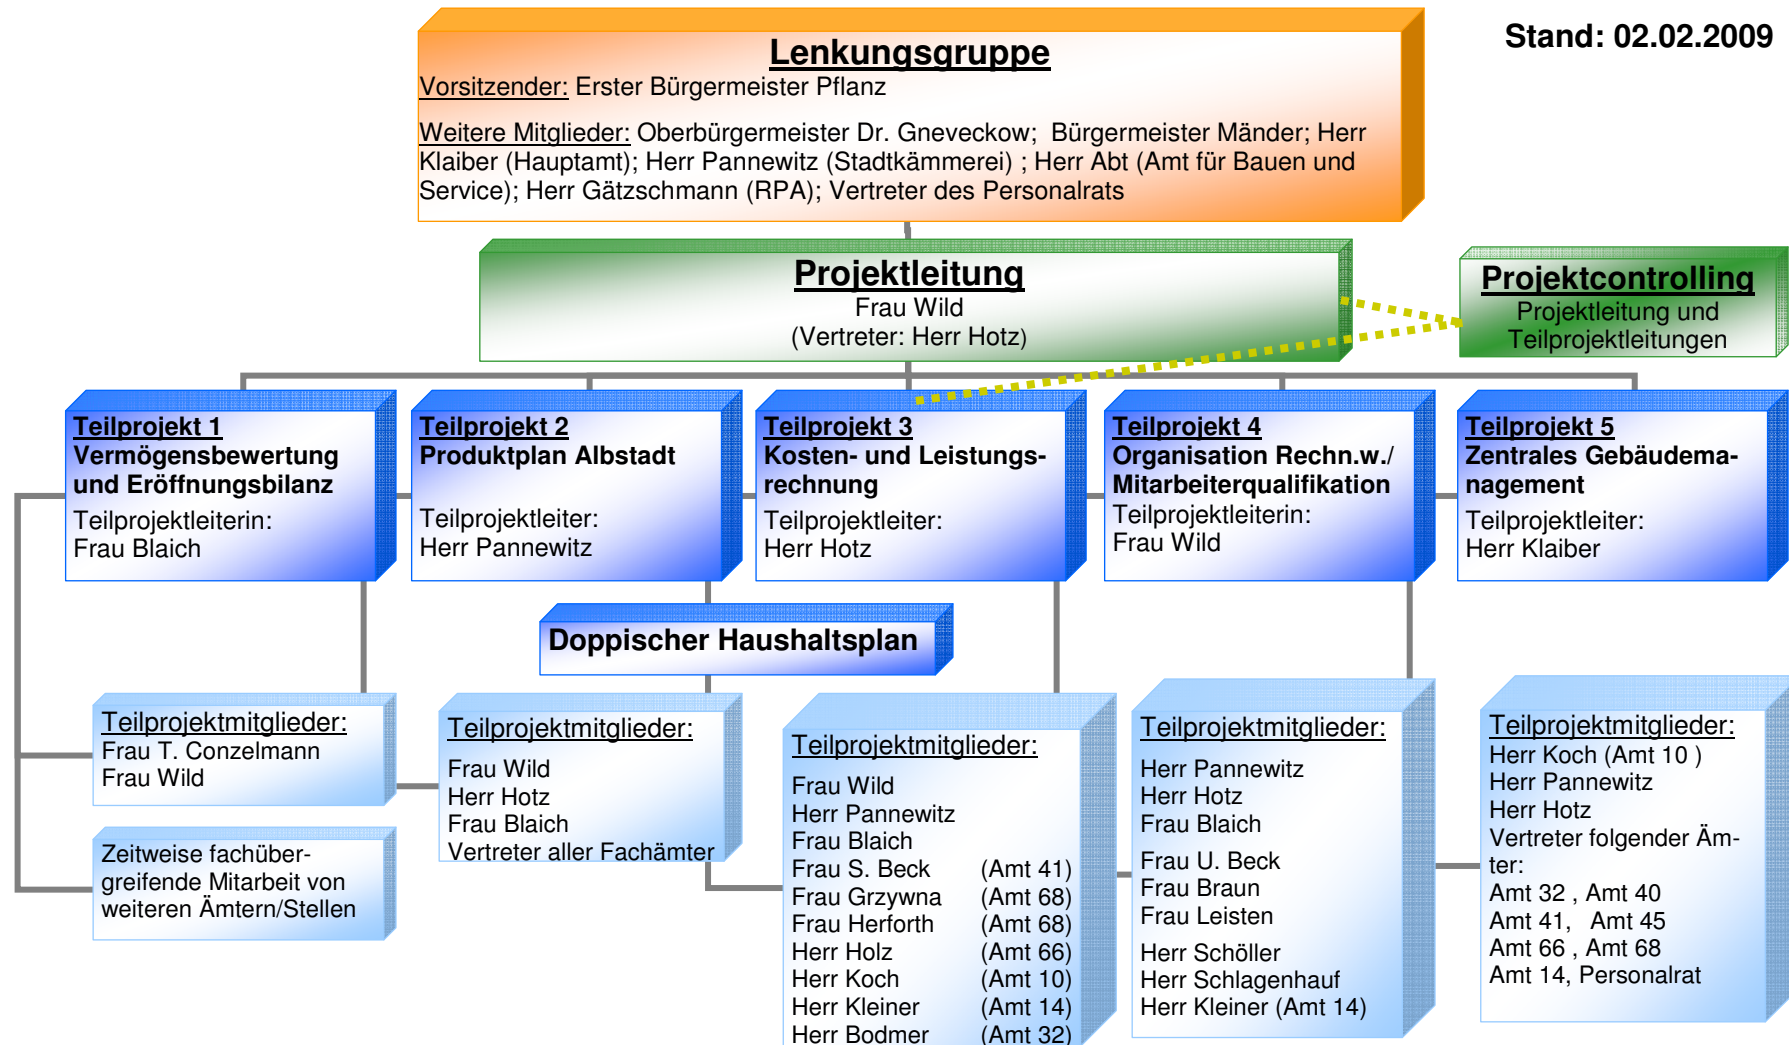 Stand: 02.02.2009
Lenkungsgruppe
Vorsitzender: Erster Bürgermeister Pflanz
Weitere Mitglieder: Oberbürgermeister Dr. Gneveckow; Bürgermeister Mänder; Herr
Klaiber (Hauptamt); Herr Pannewitz (Stadtkämmerei) ; Herr Abt (Amt für Bauen und
Service); Herr Gätzschmann (RPA); Vertreter des Personalrats
Projektleitung
Frau Wild
(Vertreter: Herr Hotz)
Projektcontrolling
Projektleitung und
Teilprojektleitungen
Teilprojekt 1
Vermögensbewertung
und Eröffnungsbilanz
Teilprojektleiterin:
Frau Blaich
Teilprojekt 2
Produktplan Albstadt
Teilprojektleiter:
Herr Pannewitz
Teilprojekt 3
Kosten- und Leistungs-
rechnung
Teilprojektleiter:
Herr Hotz
Teilprojekt 4
Organisation Rechn.w./
Mitarbeiterqualifikation
Teilprojektleiterin:
Frau Wild
Teilprojekt 5
Zentrales Gebäudema-
nagement
Teilprojektleiter:
Herr Klaiber
Doppischer Haushaltsplan
Teilprojektmitglieder:
Frau T. Conzelmann
Frau Wild
Zeitweise fachüber-
greifende Mitarbeit von
weiteren Ämtern/Stellen
Teilprojektmitglieder:
Frau Wild
Herr Hotz
Frau Blaich
Vertreter aller Fachämter
Teilprojektmitglieder:
Frau Wild
Herr Pannewitz
Frau Blaich
Frau S. Beck (Amt 41)
Frau Grzywna (Amt 68)
Frau Herforth (Amt 68)
Herr Holz (Amt 66)
Herr Koch (Amt 10)
Herr Kleiner (Amt 14)
Herr Bodmer (Amt 32)
Teilprojektmitglieder:
Herr Pannewitz
Herr Hotz
Frau Blaich
Frau U. Beck
Frau Braun
Frau Leisten
Herr Schöller
Herr Schlagenhauf
Herr Kleiner (Amt 14)
Teilprojektmitglieder:
Herr Koch (Amt 10 )
Herr Pannewitz
Herr Hotz
Vertreter folgender Äm-
ter:
Amt 32 , Amt 40
Amt 41, Amt 45
Amt 66 , Amt 68
Amt 14, Personalrat